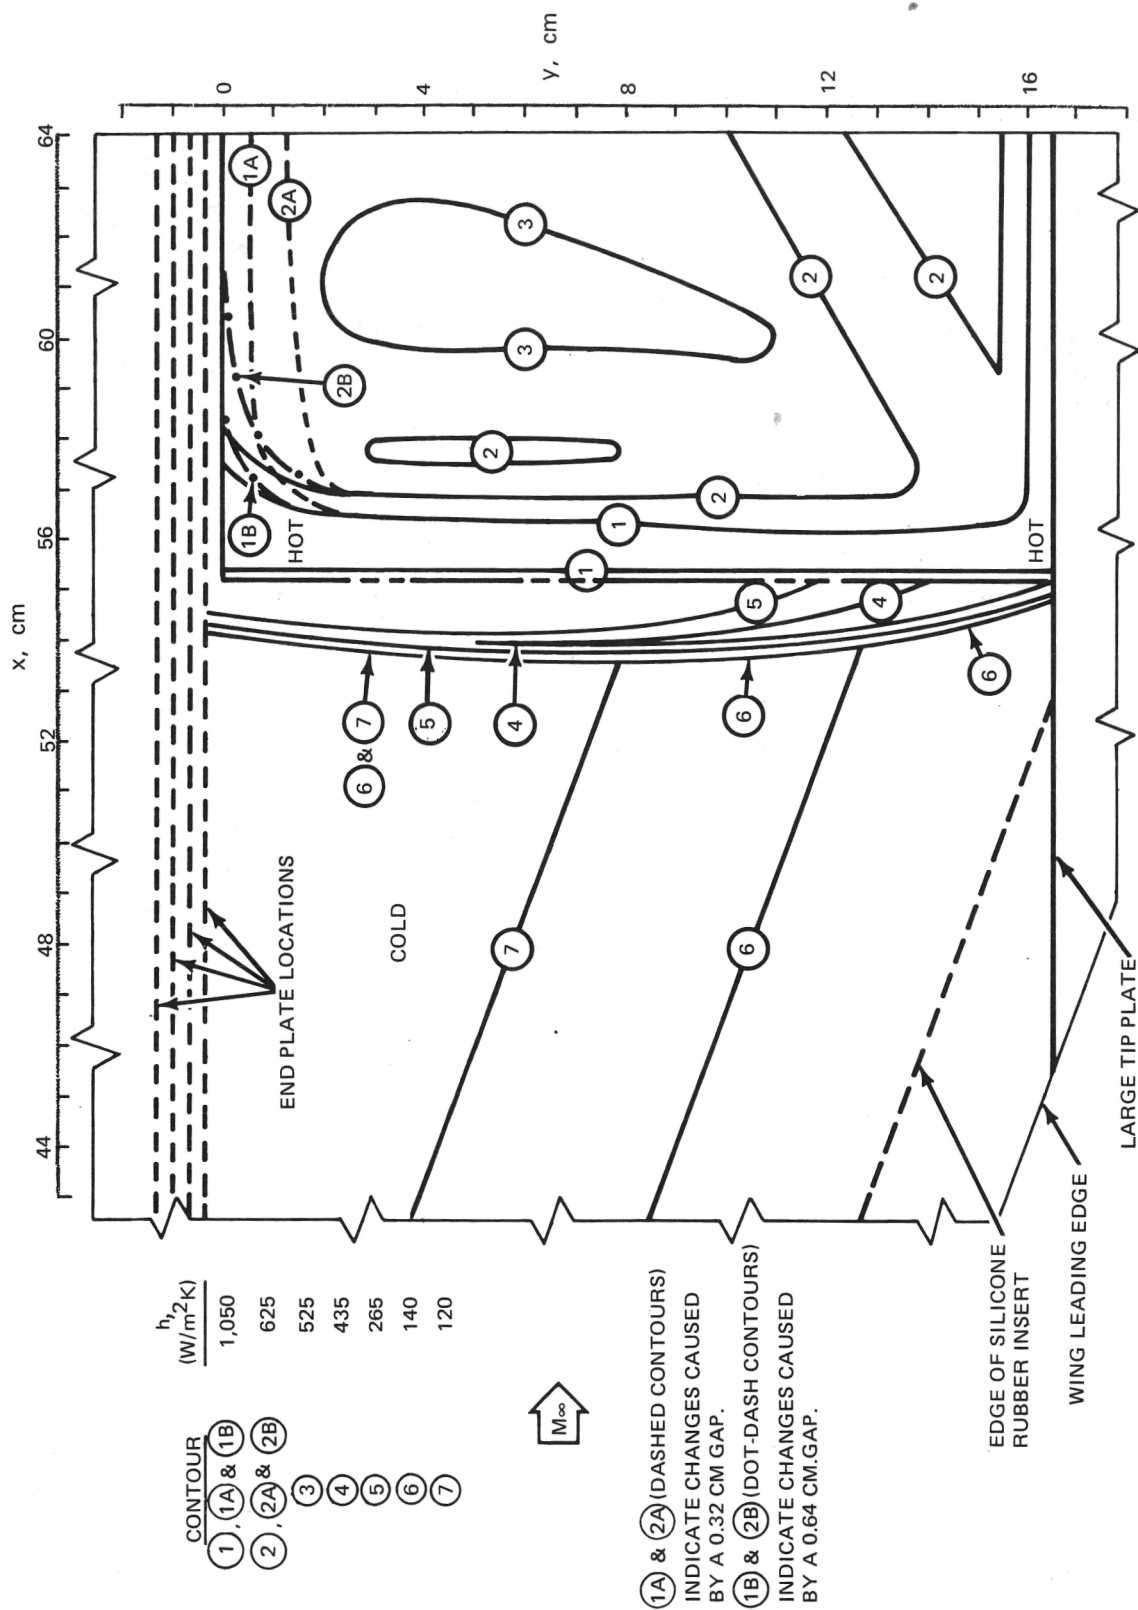 x, cm
44
48
52
56
60
64
y, cm
0
4
8
12
16
END PLATE LOCATIONS
COLD
HOT
HOT
1A
2A
2B
1B
3
3
2
2
2
2
1
1
5
4
6 & 7
5
4
6
6
7
6
EDGE OF SILICONE
RUBBER INSERT
WING LEADING EDGE
LARGE TIP PLATE
CONTOUR h, (W/m²K)
1, 1A & 1B 1,050
2, 2A & 2B 625
3 525
4 435
5 265
6 140
7 120
M∞
1A & 2A (DASHED CONTOURS)
INDICATE CHANGES CAUSED
BY A 0.32 CM GAP.
1B & 2B (DOT-DASH CONTOURS)
INDICATE CHANGES CAUSED
BY A 0.64 CM.GAP.